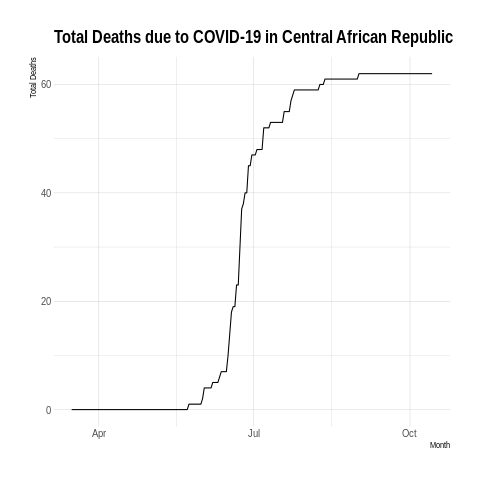 Total Deaths due to COVID-19 in Central African Republic
Total Deaths
60
40
20
0
Apr Jul Oct
Month